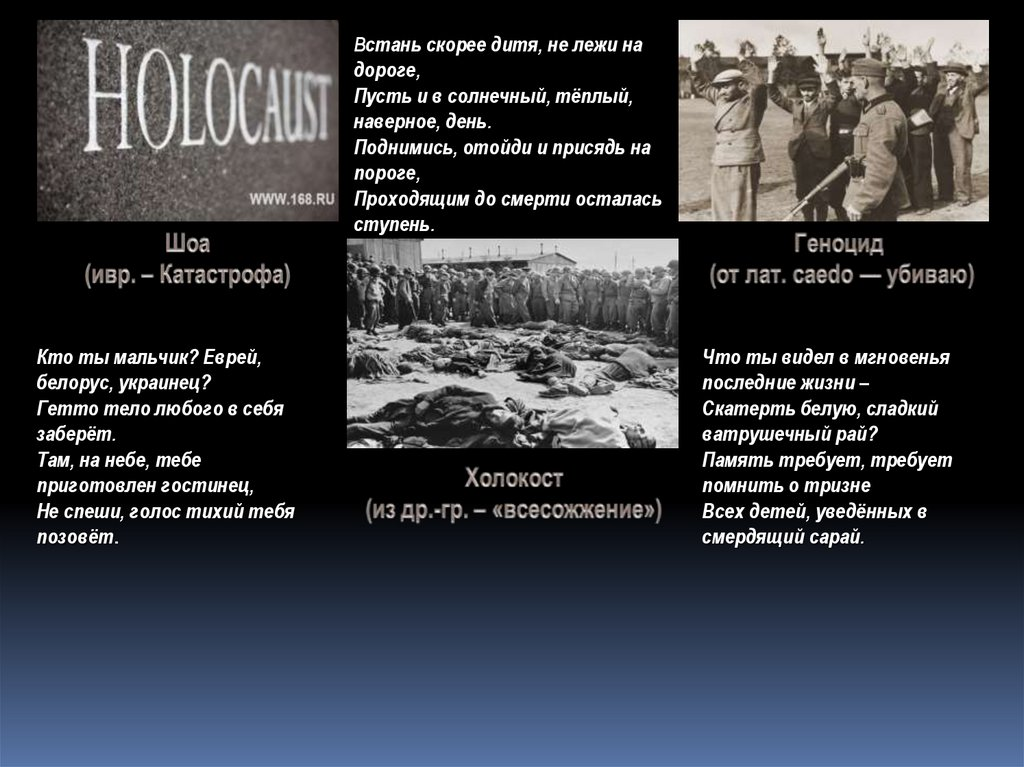 HOLOCAUST
WWW.168.RU
Шоа
(ивр. – Катастрофа)
Кто ты мальчик? Еврей,
белорус, украинец?
Гетто тело любого в себя
заберёт.
Там, на небе, тебе
приготовлен гостинец,
Не спеши, голос тихий тебя
позовёт.
Встань скорее дитя, не лежи на
дороге,
Пусть и в солнечный, тёплый,
наверное, день.
Поднимись, отойди и присядь на
пороге,
Проходящим до смерти осталась
ступень.
Холокост
(из др.-гр. – «всесожжение»)
Геноцид
(от лат. caedo — убиваю)
Что ты видел в мгновенья
последние жизни –
Скатерть белую, сладкий
ватрушечный рай?
Память требует, требует
помнить о тризне
Всех детей, уведённых в
смердящий сарай.